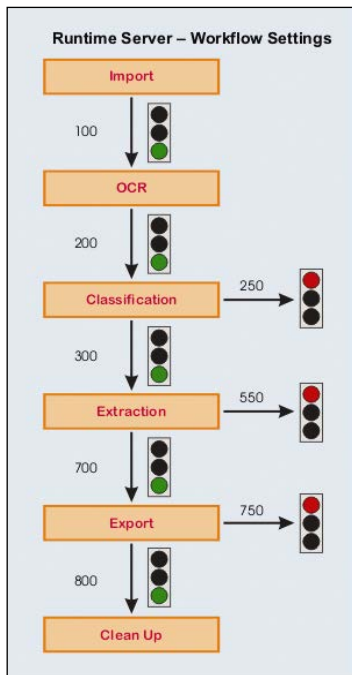 Runtime Server – Workflow Settings
Import
100
OCR
200
Classification
250
300
Extraction
550
700
Export
750
800
Clean Up